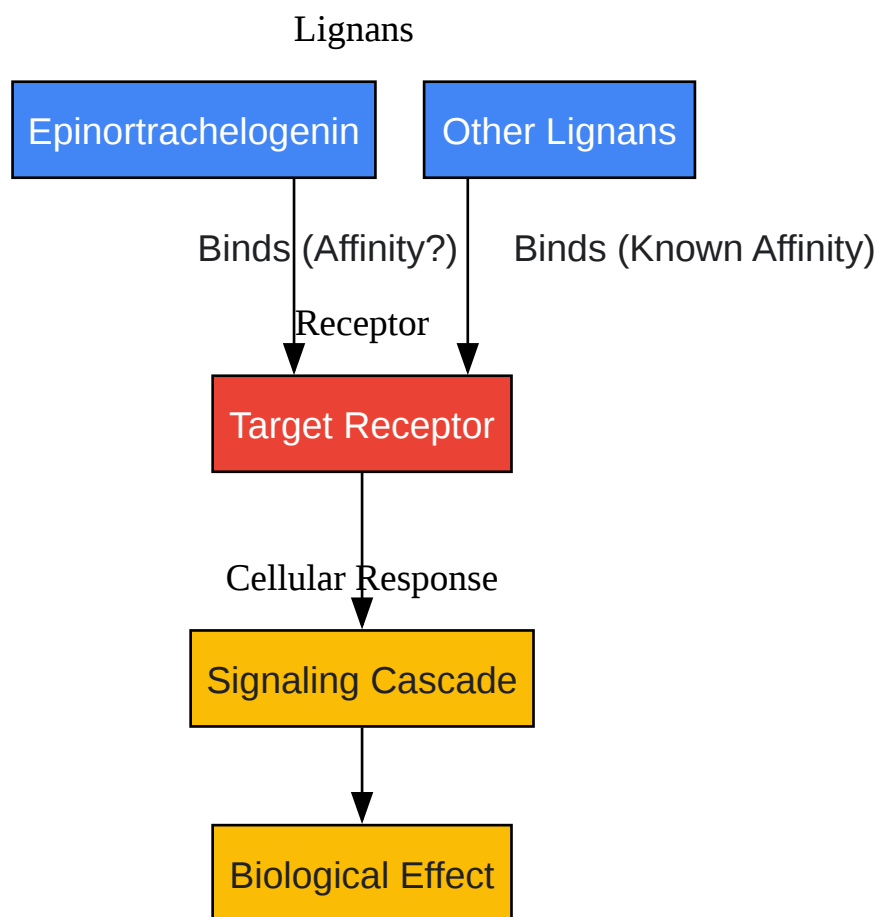 Lignans
Epinortrachelogenin
Other Lignans
Binds (Affinity?)
Binds (Known Affinity)
Receptor
Target Receptor
Cellular Response
Signaling Cascade
Biological Effect